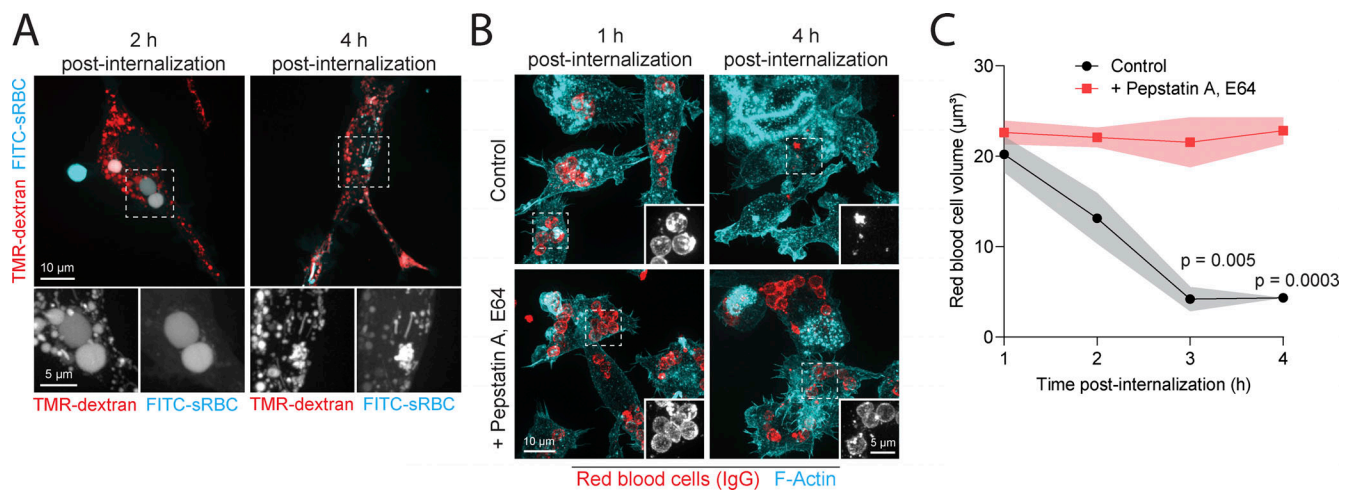 A
2 h
post-internalization
4 h
post-internalization
TMR-dextran FITC-sRBC
10 µm
5 µm
TMR-dextran FITC-sRBC TMR-dextran FITC-sRBC
B
1 h
post-internalization
4 h
post-internalization
Control
+ Pepstatin A, E64
10 µm
5 µm
Red blood cells (IgG) F-Actin
C
Control
+ Pepstatin A, E64
Red blood cell volume (µm³)
30
20
10
0
p = 0.005
p = 0.0003
1 2 3 4
Time post-internalization (h)